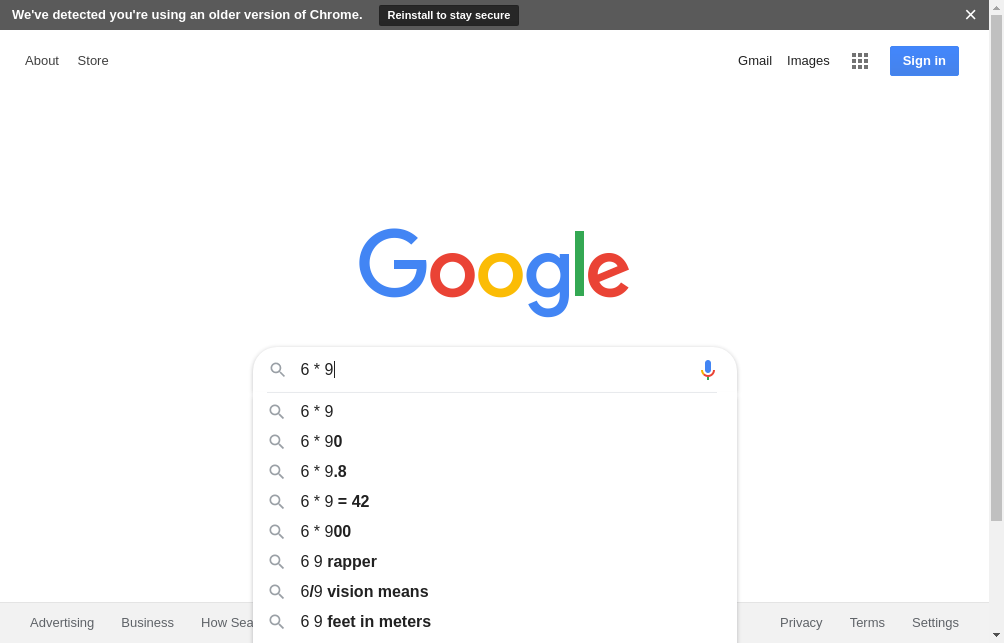 We've detected you're using an older version of Chrome. Reinstall to stay secure
About Store Gmail Images Sign in
Google
6 * 9
6 * 9
6 * 90
6 * 9.8
6 * 9 = 42
6 * 900
6 9 rapper
6/9 vision means
6 9 feet in meters
Advertising Business How Sea Privacy Terms Settings